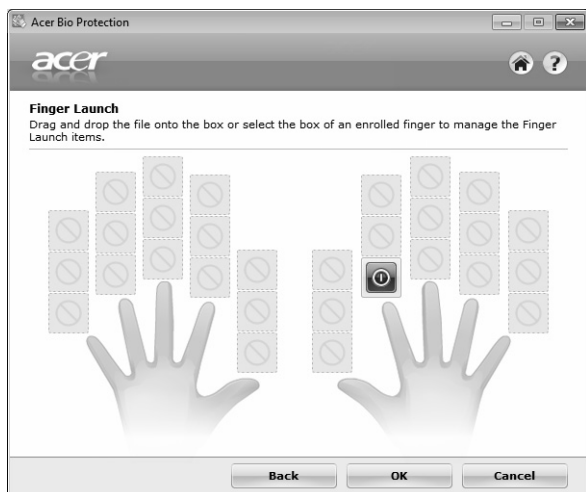 Acer Bio Protection
acer
?
Finger Launch
Drag and drop the file onto the box or select the box of an enrolled finger to manage the Finger
Launch items.
Back
OK
Cancel